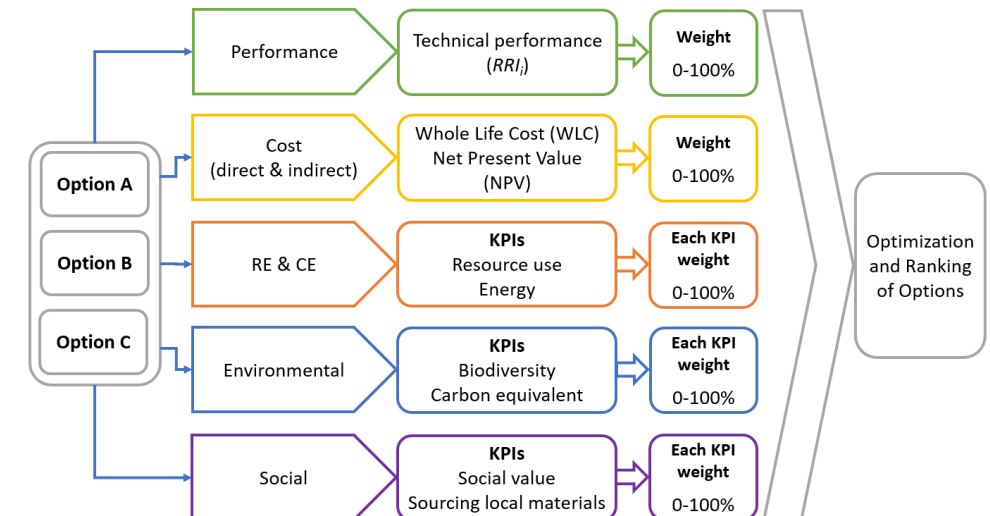 Option A
Option B
Option C
Performance
Technical performance
(RRIi)
Weight
0-100%
Cost
(direct & indirect)
Whole Life Cost (WLC)
Net Present Value
(NPV)
Weight
0-100%
RE & CE
KPIs
Resource use
Energy
Each KPI
weight
0-100%
Environmental
KPIs
Biodiversity
Carbon equivalent
Each KPI
weight
0-100%
Social
KPIs
Social value
Sourcing local materials
Each KPI
weight
0-100%
Optimization
and Ranking
of Options